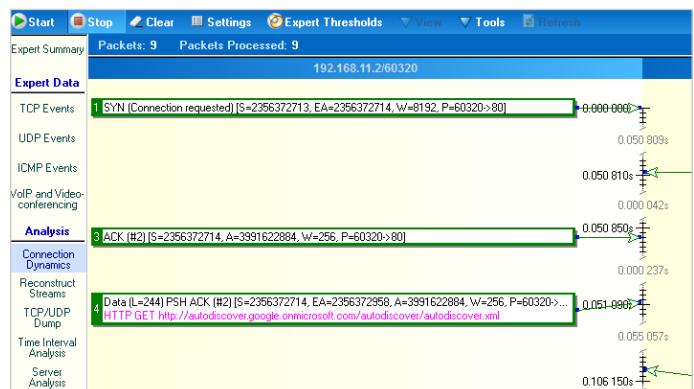 Start Stop Clear Settings Expert Thresholds View Tools Refresh
Expert Summary
Packets: 9 Packets Processed: 9
192.168.11.2/60320
Expert Data
TCP Events
1 SYN (Connection requested) [S=2356372713, EA=2356372714, W=8192, P=60320->80]
0.000 000s
UDP Events
0.050 809s
ICMP Events
0.050 810s
VoIP and Video-
conferencing
0.000 042s
Analysis
3 ACK (#2) [S=2356372714, A=3991622884, W=256, P=60320->80]
0.050 850s
Connection
Dynamics
0.000 237s
Reconstruct
Streams
4 Data (L=244) PSH ACK (#2) [S=2356372714, EA=2356372958, A=3991622884, W=256, P=60320->...
HTTP GET http://autodiscover.google.onmicrosoft.com/autodiscover/autodiscover.xml
TCP/UDP
Dump
0.055 057s
Time Interval
Analysis
Server
Analysis
0.106 150s